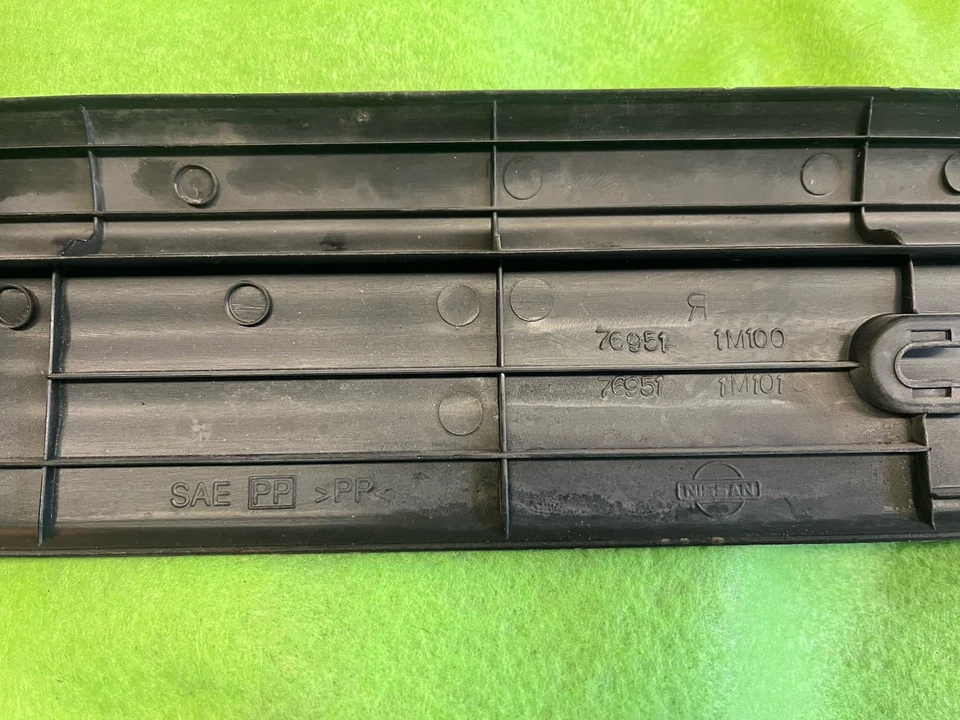 Я
76951 1M100
76951 1M101
SAE PP >PP<
NISSAN